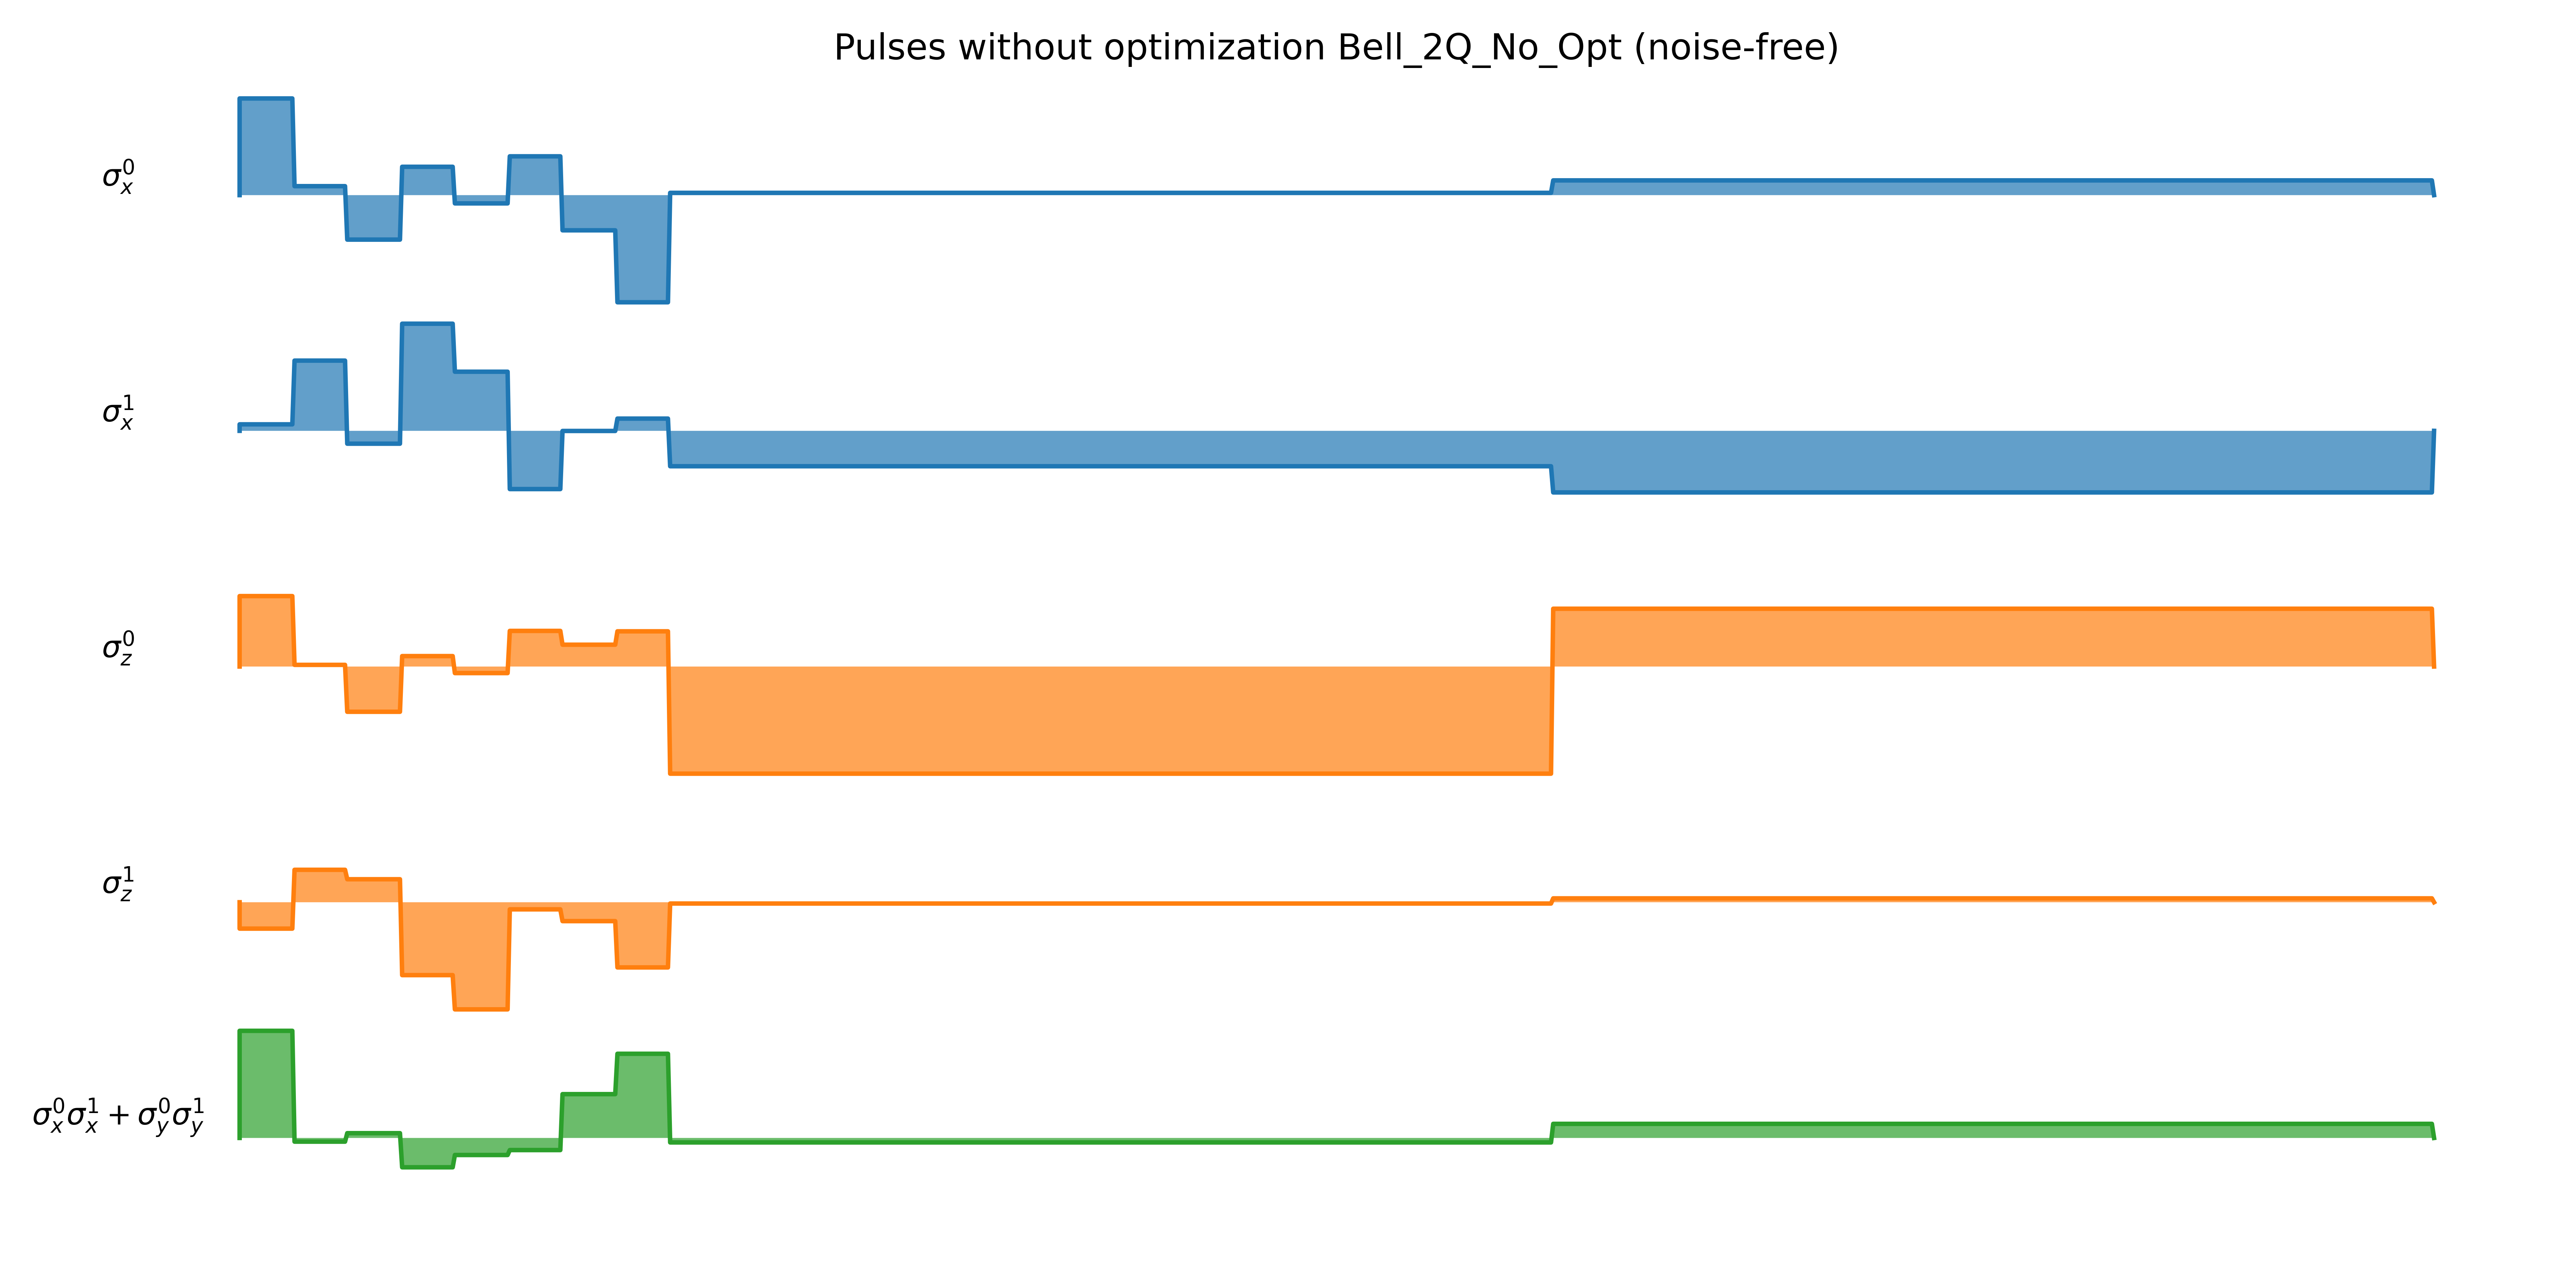 Pulses without optimization Bell_2Q_No_Opt (noise-free)
σ_x^0
σ_x^1
σ_z^0
σ_z^1
σ_x^0σ_x^1 + σ_y^0σ_y^1